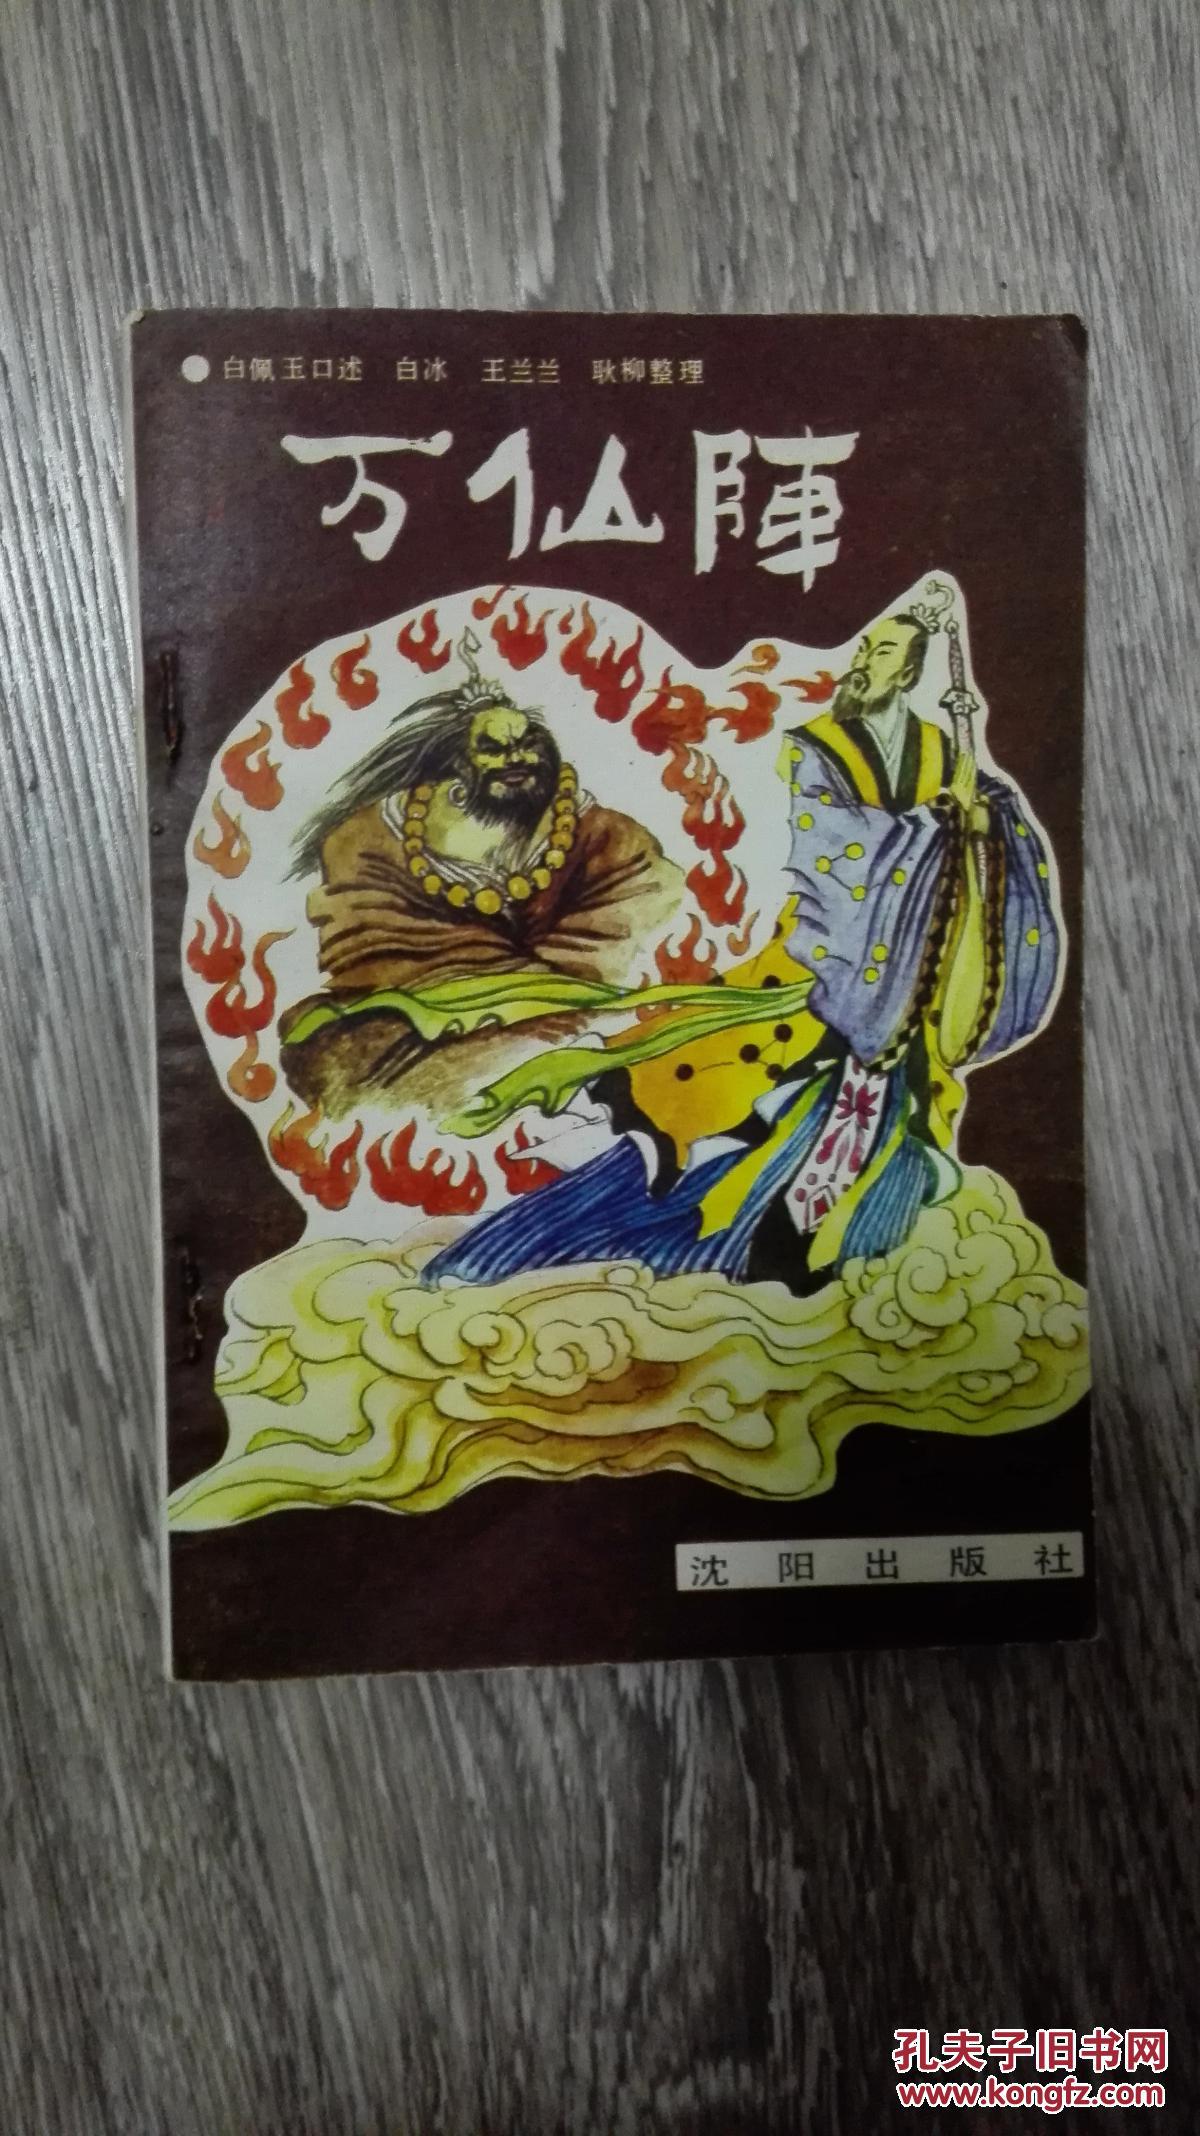 ●白佩玉口述 白冰 王兰兰 耿柳整理
万仙陣
沈阳出版社
孔夫子旧书网
www.kongfz.com